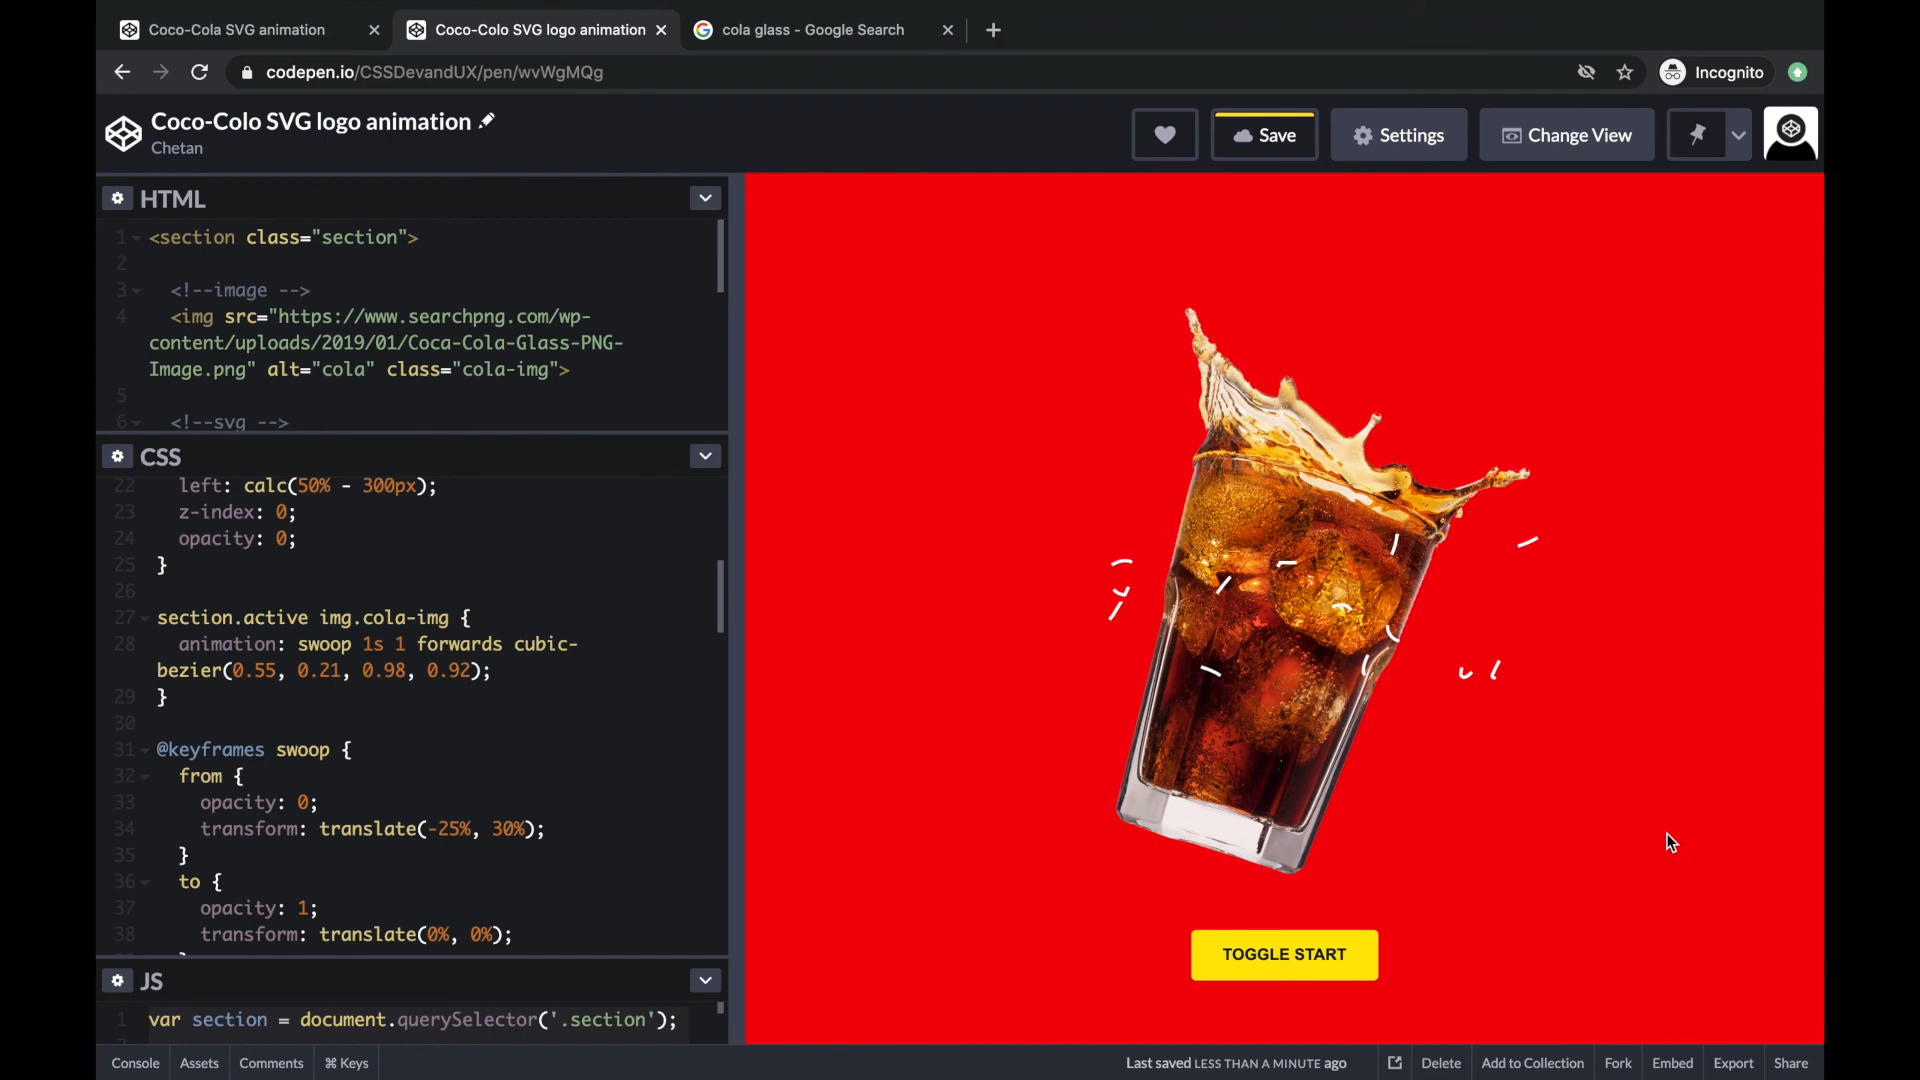 Coco-Cola SVG animation
Coco-Colo SVG logo animation
cola glass - Google Search
codepen.io/CSSDevandUX/pen/wvWgMQg
Incognito
Coco-Colo SVG logo animation
Chetan
Save
Settings
Change View
HTML
1 <section class="section">
2
3 <!--image -->
4 <img src="https://www.searchpng.com/wp-
content/uploads/2019/01/Coca-Cola-Glass-PNG-
Image.png" alt="cola" class="cola-img">
5
6 <!--svg -->
CSS
22 left: calc(50% - 300px);
23 z-index: 0;
24 opacity: 0;
25 }
26
27 section.active img.cola-img {
28 animation: swoop 1s 1 forwards cubic-
bezier(0.55, 0.21, 0.98, 0.92);
29 }
30
31 @keyframes swoop {
32 from {
33 opacity: 0;
34 transform: translate(-25%, 30%);
35 }
36 to {
37 opacity: 1;
38 transform: translate(0%, 0%);
JS
1 var section = document.querySelector('.section');
TOGGLE START
Console
Assets
Comments
⌘ Keys
Last saved LESS THAN A MINUTE ago
Delete
Add to Collection
Fork
Embed
Export
Share